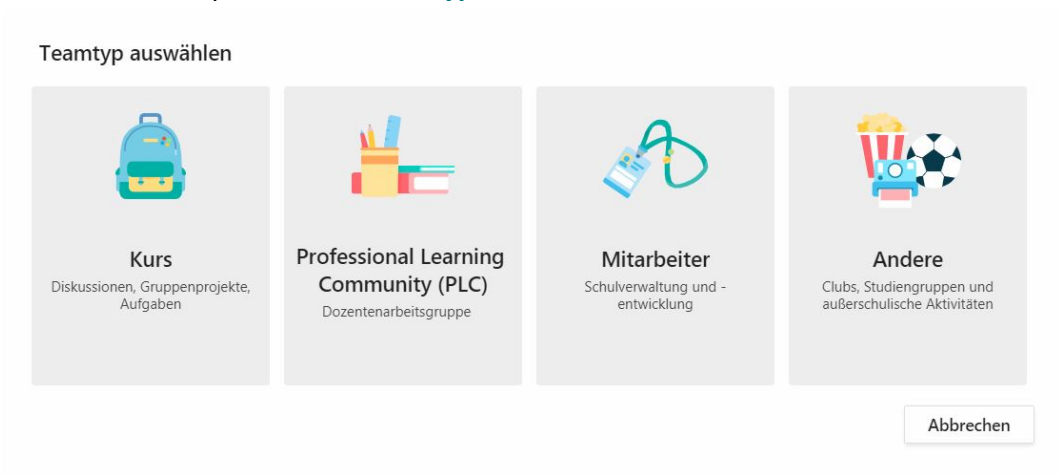 Teamtyp auswählen
Kurs
Diskussionen, Gruppenprojekte,
Aufgaben
Professional Learning
Community (PLC)
Dozentenarbeitsgruppe
Mitarbeiter
Schulverwaltung und -
entwicklung
Andere
Clubs, Studiengruppen und
außerschulische Aktivitäten
Abbrechen